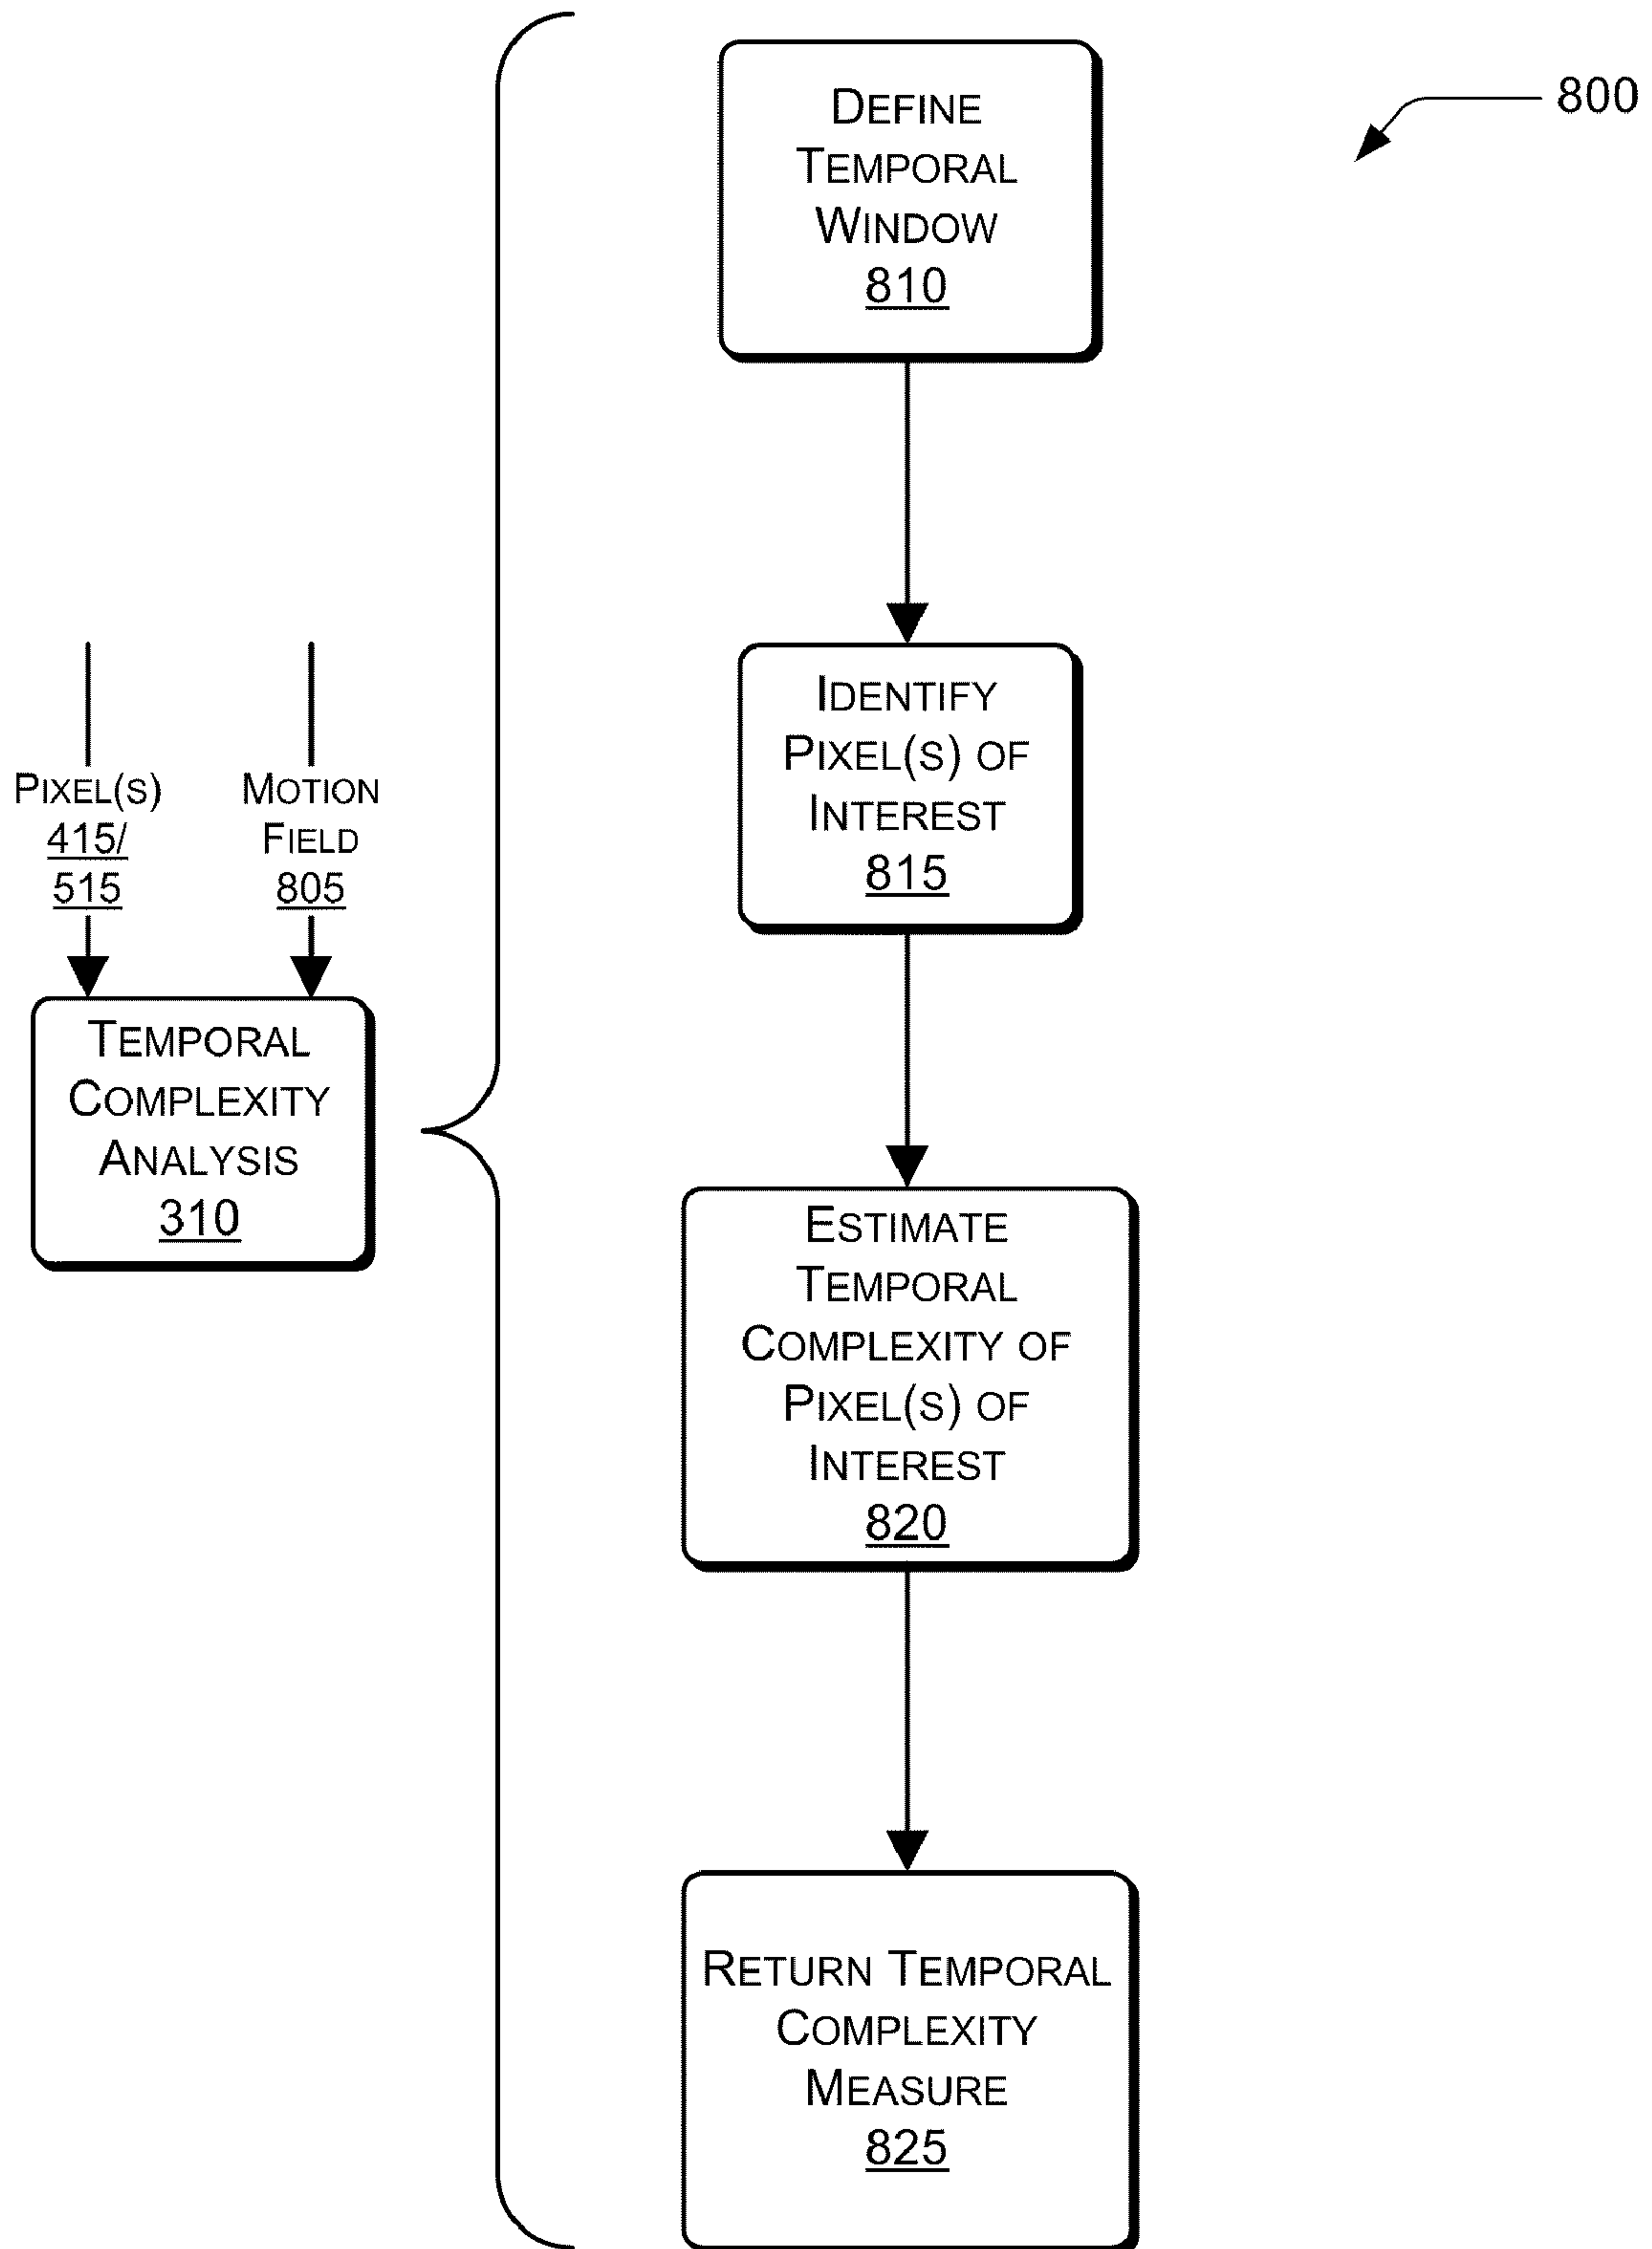 800
DEFINE
TEMPORAL
WINDOW
810
IDENTIFY
PIXEL(S) OF
INTEREST
815
PIXEL(S)
415/
515
MOTION
FIELD
805
TEMPORAL
COMPLEXITY
ANALYSIS
310
ESTIMATE
TEMPORAL
COMPLEXITY OF
PIXEL(S) OF
INTEREST
820
RETURN TEMPORAL
COMPLEXITY
MEASURE
825